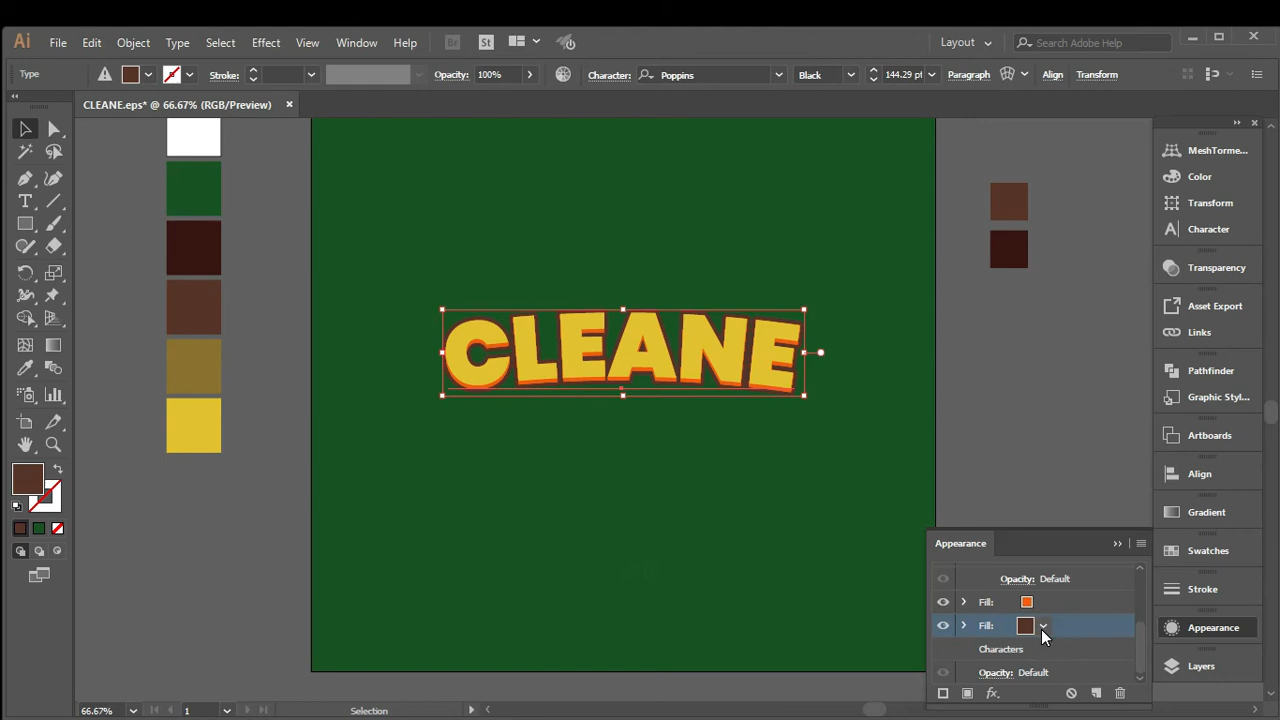 Ai File Edit Object Type Select Effect View Window Help Br St Layout Search Adobe Help
Type Stroke: Opacity: 100% Character: Poppins Black 144.29 pt Paragraph Align Transform
CLEANE.eps* @ 66.67% (RGB/Preview)
MeshTorme...
Color
Transform
Character
Transparency
Asset Export
Links
Pathfinder
Graphic Styl...
Artboards
Align
Gradient
Swatches
Stroke
Appearance
Layers
CLEANE
Appearance
Opacity: Default
Fill:
Fill:
Characters
Opacity: Default
fx.
66.67% 1 Selection